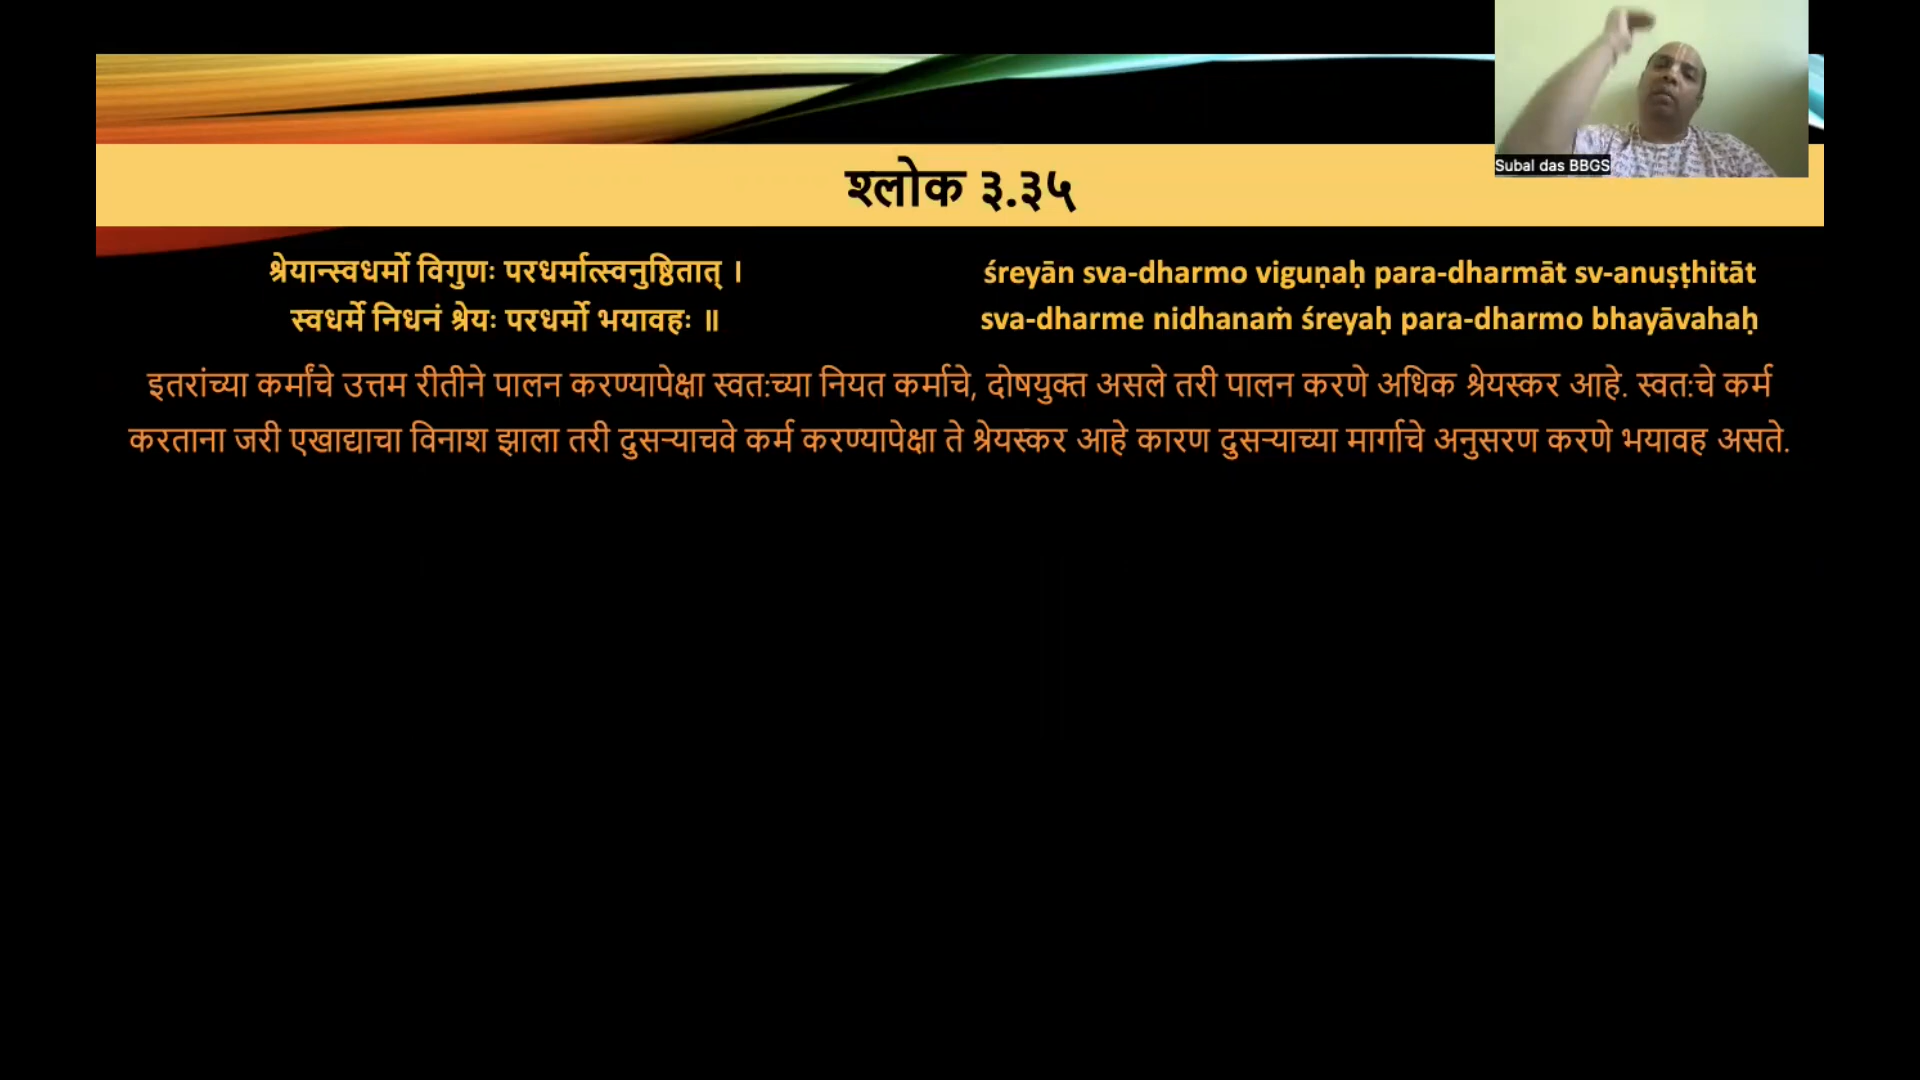 Subal das BBGS
श्लोक ३.३५
श्रेयान्स्वधर्मो विगुणः परधर्मात्स्वनुष्ठितात् ।
स्वधर्मे निधनं श्रेयः परधर्मो भयावहः ॥
śreyān sva-dharmo viguṇaḥ para-dharmāt sv-anuṣṭhitāt
sva-dharme nidhanaṁ śreyaḥ para-dharmo bhayāvahaḥ
इतरांच्या कर्मांचे उत्तम रीतीने पालन करण्यापेक्षा स्वत:च्या नियत कर्माचे, दोषयुक्त असले तरी पालन करणे अधिक श्रेयस्कर आहे. स्वत:चे कर्म
करताना जरी एखाद्याचा विनाश झाला तरी दुसऱ्याचवे कर्म करण्यापेक्षा ते श्रेयस्कर आहे कारण दुसऱ्याच्या मार्गाचे अनुसरण करणे भयावह असते.